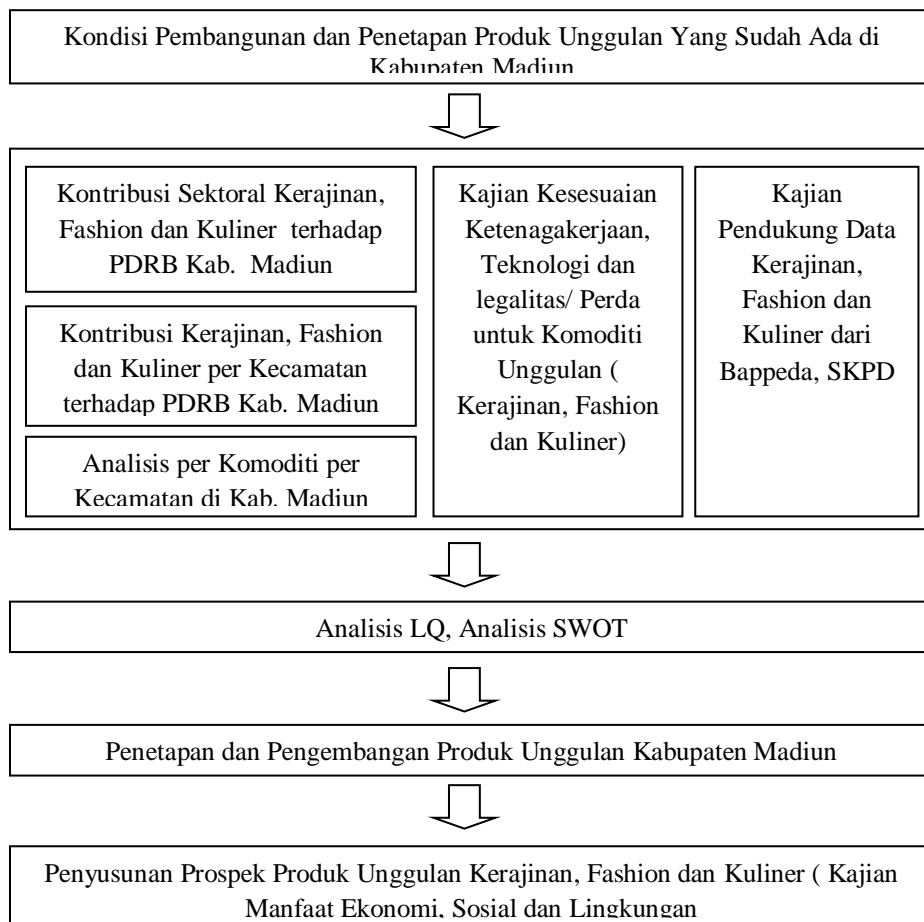 Kondisi Pembangunan dan Penetapan Produk Unggulan Yang Sudah Ada di
Kabupaten Madiun
Kontribusi Sektoral Kerajinan,
Fashion dan Kuliner terhadap
PDRB Kab. Madiun
Kontribusi Kerajinan, Fashion
dan Kuliner per Kecamatan
terhadap PDRB Kab. Madiun
Analisis per Komoditi per
Kecamatan di Kab. Madiun
Kajian Kesesuaian
Ketenagakerjaan,
Teknologi dan
legalitas/ Perda
untuk Komoditi
Unggulan (
Kerajinan, Fashion
dan Kuliner)
Kajian
Pendukung Data
Kerajinan,
Fashion dan
Kuliner dari
Bappeda, SKPD
Analisis LQ, Analisis SWOT
Penetapan dan Pengembangan Produk Unggulan Kabupaten Madiun
Penyusunan Prospek Produk Unggulan Kerajinan, Fashion dan Kuliner ( Kajian
Manfaat Ekonomi, Sosial dan Lingkungan